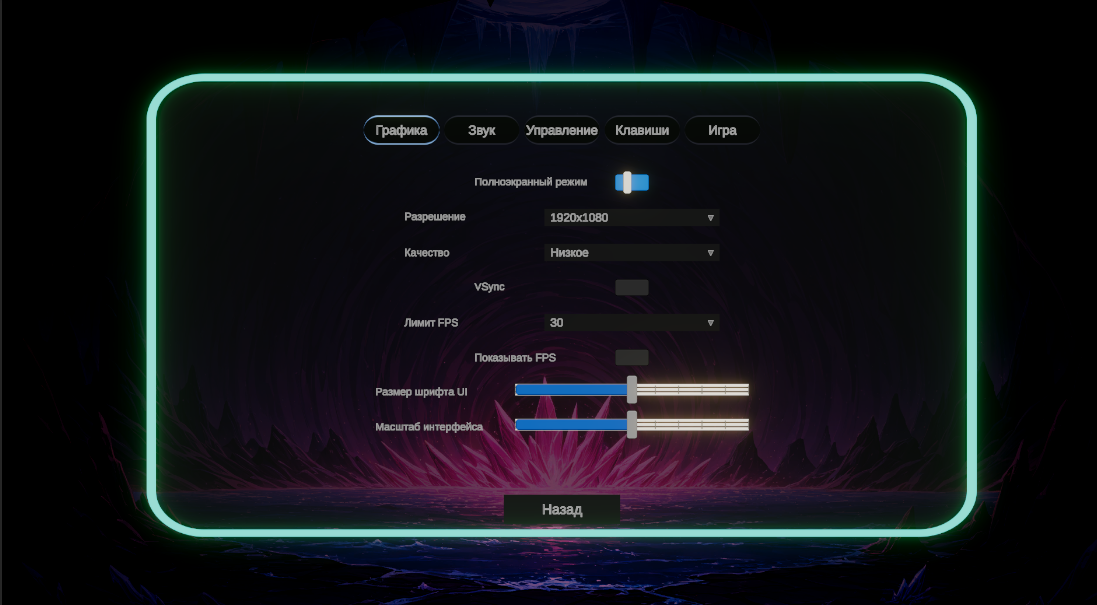 Графика Звук Управление Клавиши Игра
Полноэкранный режим
Разрешение 1920x1080
Качество Низкое
VSync
Лимит FPS 30
Показывать FPS
Размер шрифта UI
Масштаб интерфейса
Назад